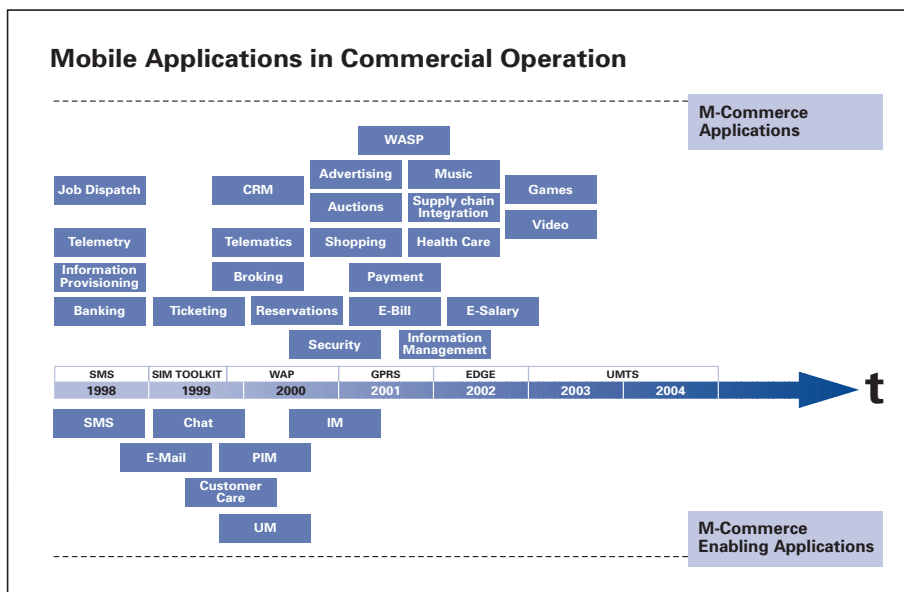 Mobile Applications in Commercial Operation
M-Commerce
Applications
WASP
Advertising
Music
Job Dispatch
CRM
Games
Auctions
Supply chain
Integration
Video
Telemetry
Telematics
Shopping
Health Care
Information
Provisioning
Broking
Payment
Banking
Ticketing
Reservations
E-Bill
E-Salary
Security
Information
Management
SMS
SIM TOOLKIT
WAP
GPRS
EDGE
UMTS
1998
1999
2000
2001
2002
2003
2004
t
SMS
Chat
IM
E-Mail
PIM
Customer
Care
UM
M-Commerce
Enabling Applications